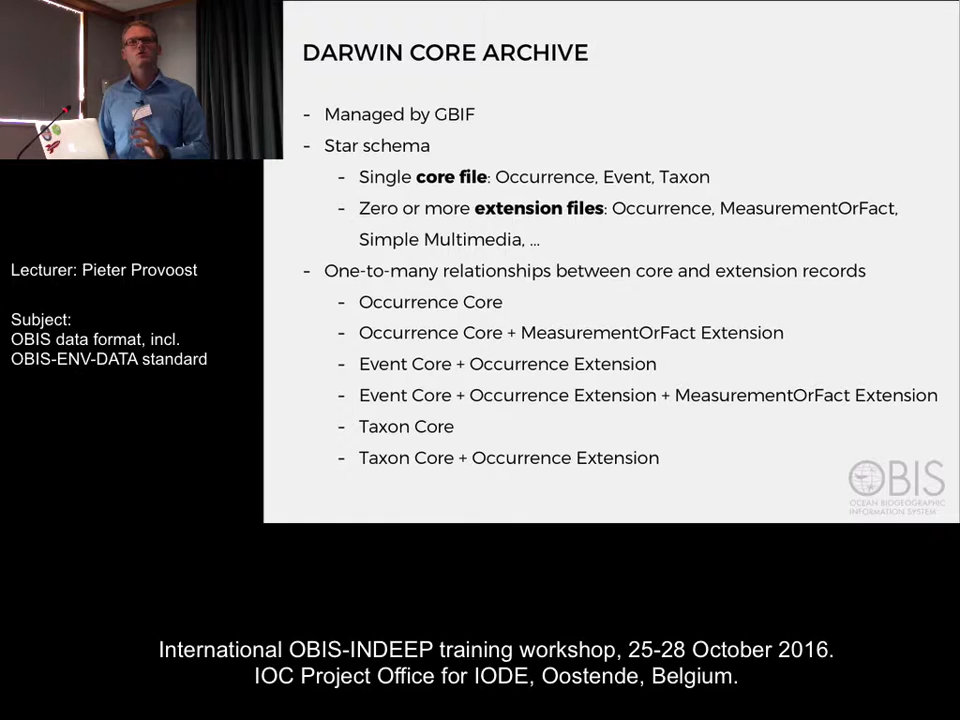 DARWIN CORE ARCHIVE
- Managed by GBIF
- Star schema
- Single core file: Occurrence, Event, Taxon
- Zero or more extension files: Occurrence, MeasurementOrFact,
Simple Multimedia, ...
- One-to-many relationships between core and extension records
- Occurrence Core
- Occurrence Core + MeasurementOrFact Extension
- Event Core + Occurrence Extension
- Event Core + Occurrence Extension + MeasurementOrFact Extension
- Taxon Core
- Taxon Core + Occurrence Extension
OBIS
OCEAN BIOGEOGRAPHIC
INFORMATION SYSTEM
Lecturer: Pieter Provoost
Subject:
OBIS data format, incl.
OBIS-ENV-DATA standard
International OBIS-INDEEP training workshop, 25-28 October 2016.
IOC Project Office for IODE, Oostende, Belgium.